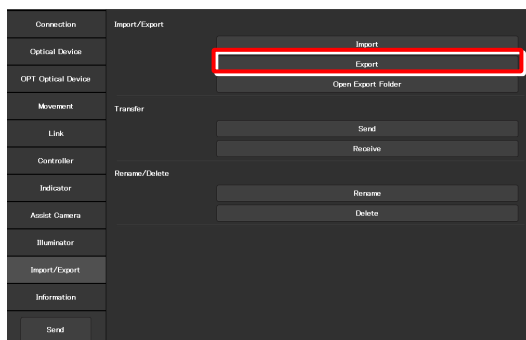 Connection
Optical Device
OPT Optical Device
Movement
Link
Controller
Indicator
Assist Camera
Illuminator
Import/Export
Information
Send
Import/Export
Import
Export
Open Export Folder
Transfer
Send
Receive
Rename/Delete
Rename
Delete